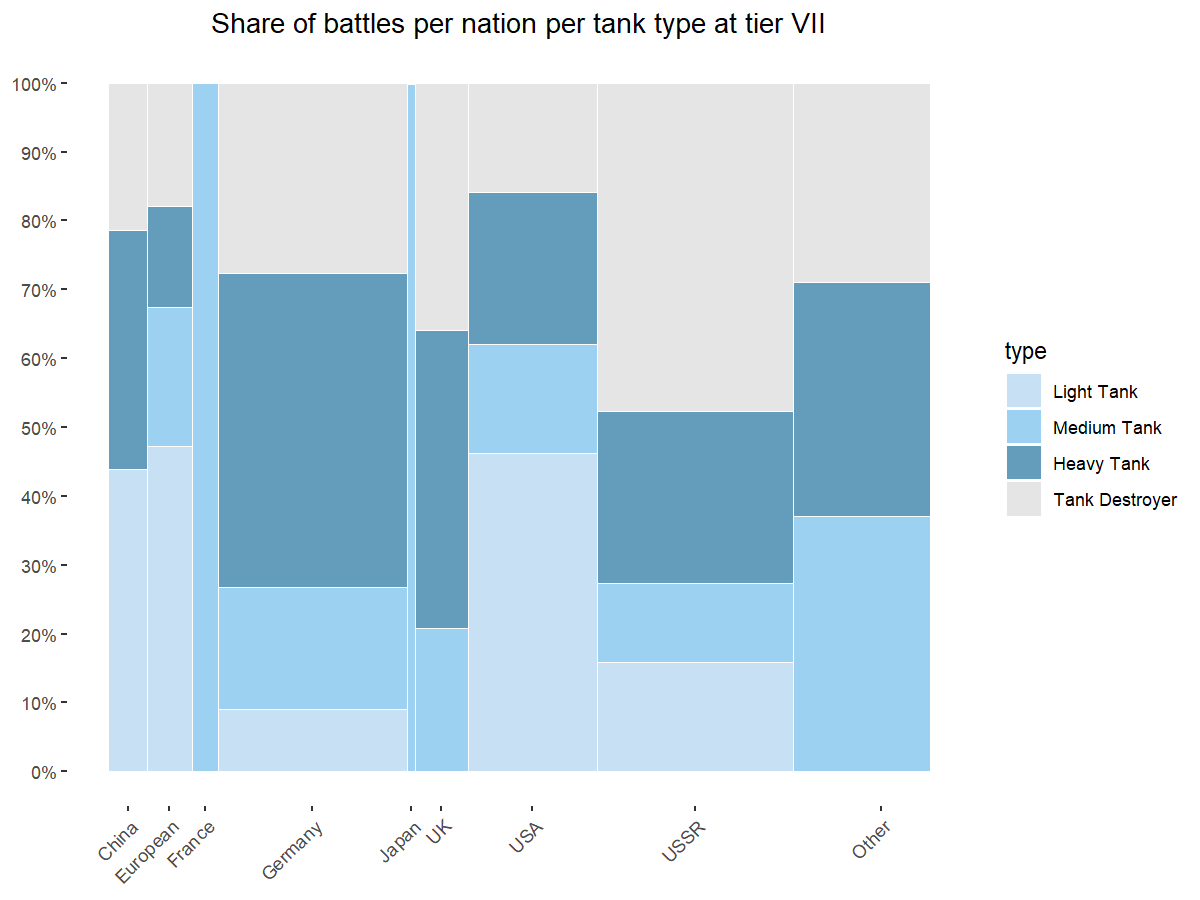 Share of battles per nation per tank type at tier VII
100%
90%
80%
70%
60%
50%
40%
30%
20%
10%
0%
China
European
France
Germany
Japan
UK
USA
USSR
Other
type
Light Tank
Medium Tank
Heavy Tank
Tank Destroyer